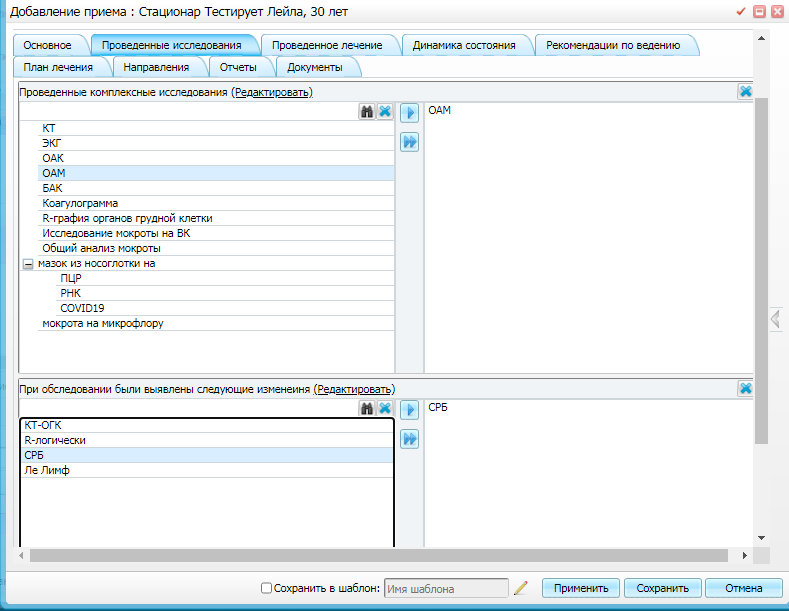 Добавление приема : Стационар Тестирует Лейла, 30 лет
Основное
Проведенные исследования
Проведенное лечение
Динамика состояния
Рекомендации по ведению
План лечения
Направления
Отчеты
Документы
Проведенные комплексные исследования (Редактировать)
КТ
ЭКГ
ОАК
ОАМ
БАК
Коагулограмма
R-графия органов грудной клетки
Исследование мокроты на ВК
Общий анализ мокроты
мазок из носоглотки на
ПЦР
РНК
COVID19
мокрота на микрофлору
ОАМ
При обследовании были выявлены следующие изменеиня (Редактировать)
КТ-ОГК
R-логически
СРБ
Ле Лимф
СРБ
Сохранить в шаблон:
Имя шаблона
Применить
Сохранить
Отмена